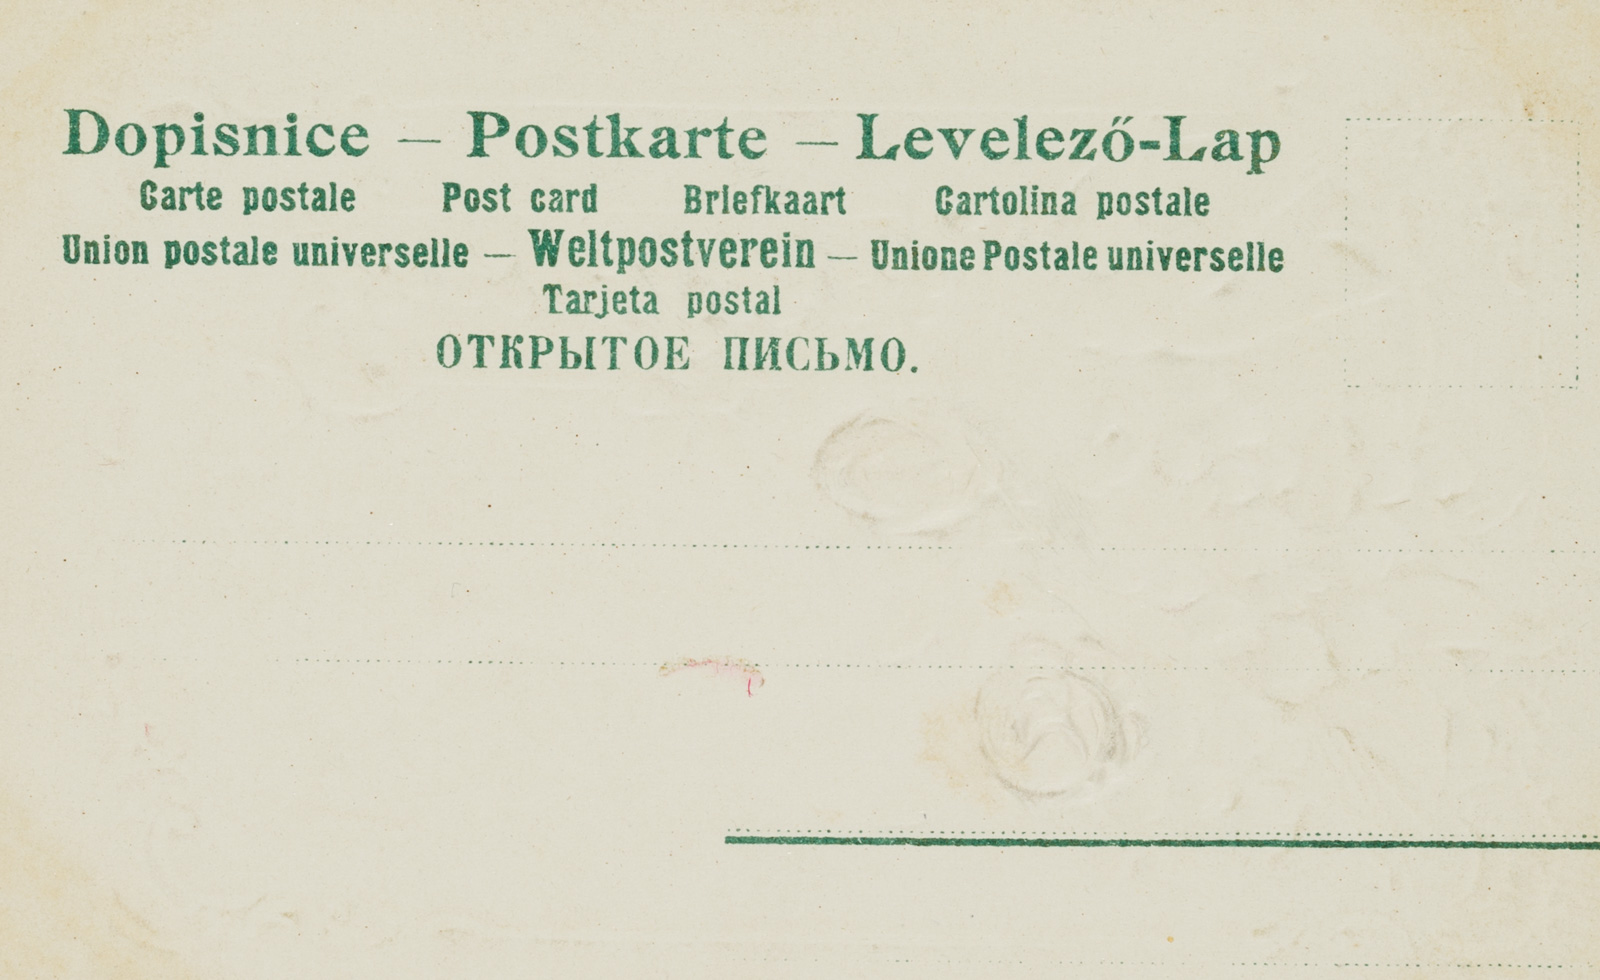 Dopisnice — Postkarte — Levelező-Lap
Carte postale Post card Briefkaart Cartolina postale
Union postale universelle — Weltpostverein — Unione Postale universelle
Tarjeta postal
ОТКРЫТОЕ ПИСЬМО.